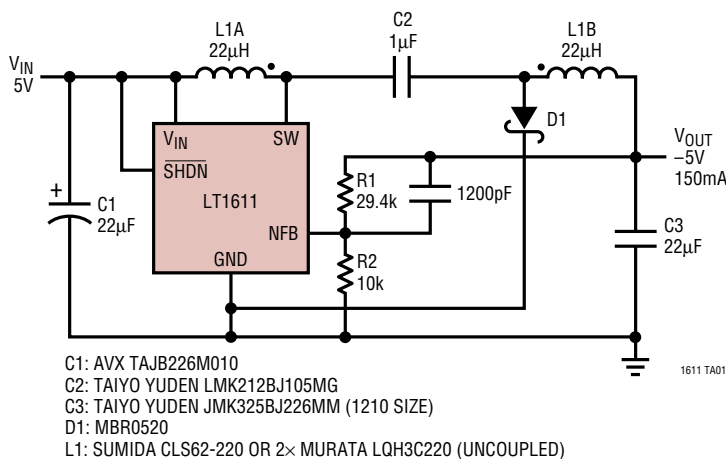 L1A
22µH
C2
1µF
L1B
22µH
VIN
5V
VIN
SW
SHDN
LT1611
NFB
GND
D1
VOUT
–5V
150mA
R1
29.4k
1200pF
+
C1
22µF
R2
10k
C3
22µF
C1: AVX TAJB226M010
C2: TAIYO YUDEN LMK212BJ105MG
C3: TAIYO YUDEN JMK325BJ226MM (1210 SIZE)
D1: MBR0520
L1: SUMIDA CLS62-220 OR 2× MURATA LQH3C220 (UNCOUPLED)
1611 TA01